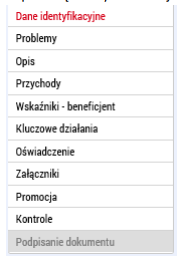 Dane identyfikacyjne
Problemy
Opis
Przychody
Wskaźniki - beneficjent
Kluczowe działania
Oświadczenie
Załączniki
Promocja
Kontrole
Podpisanie dokumentu